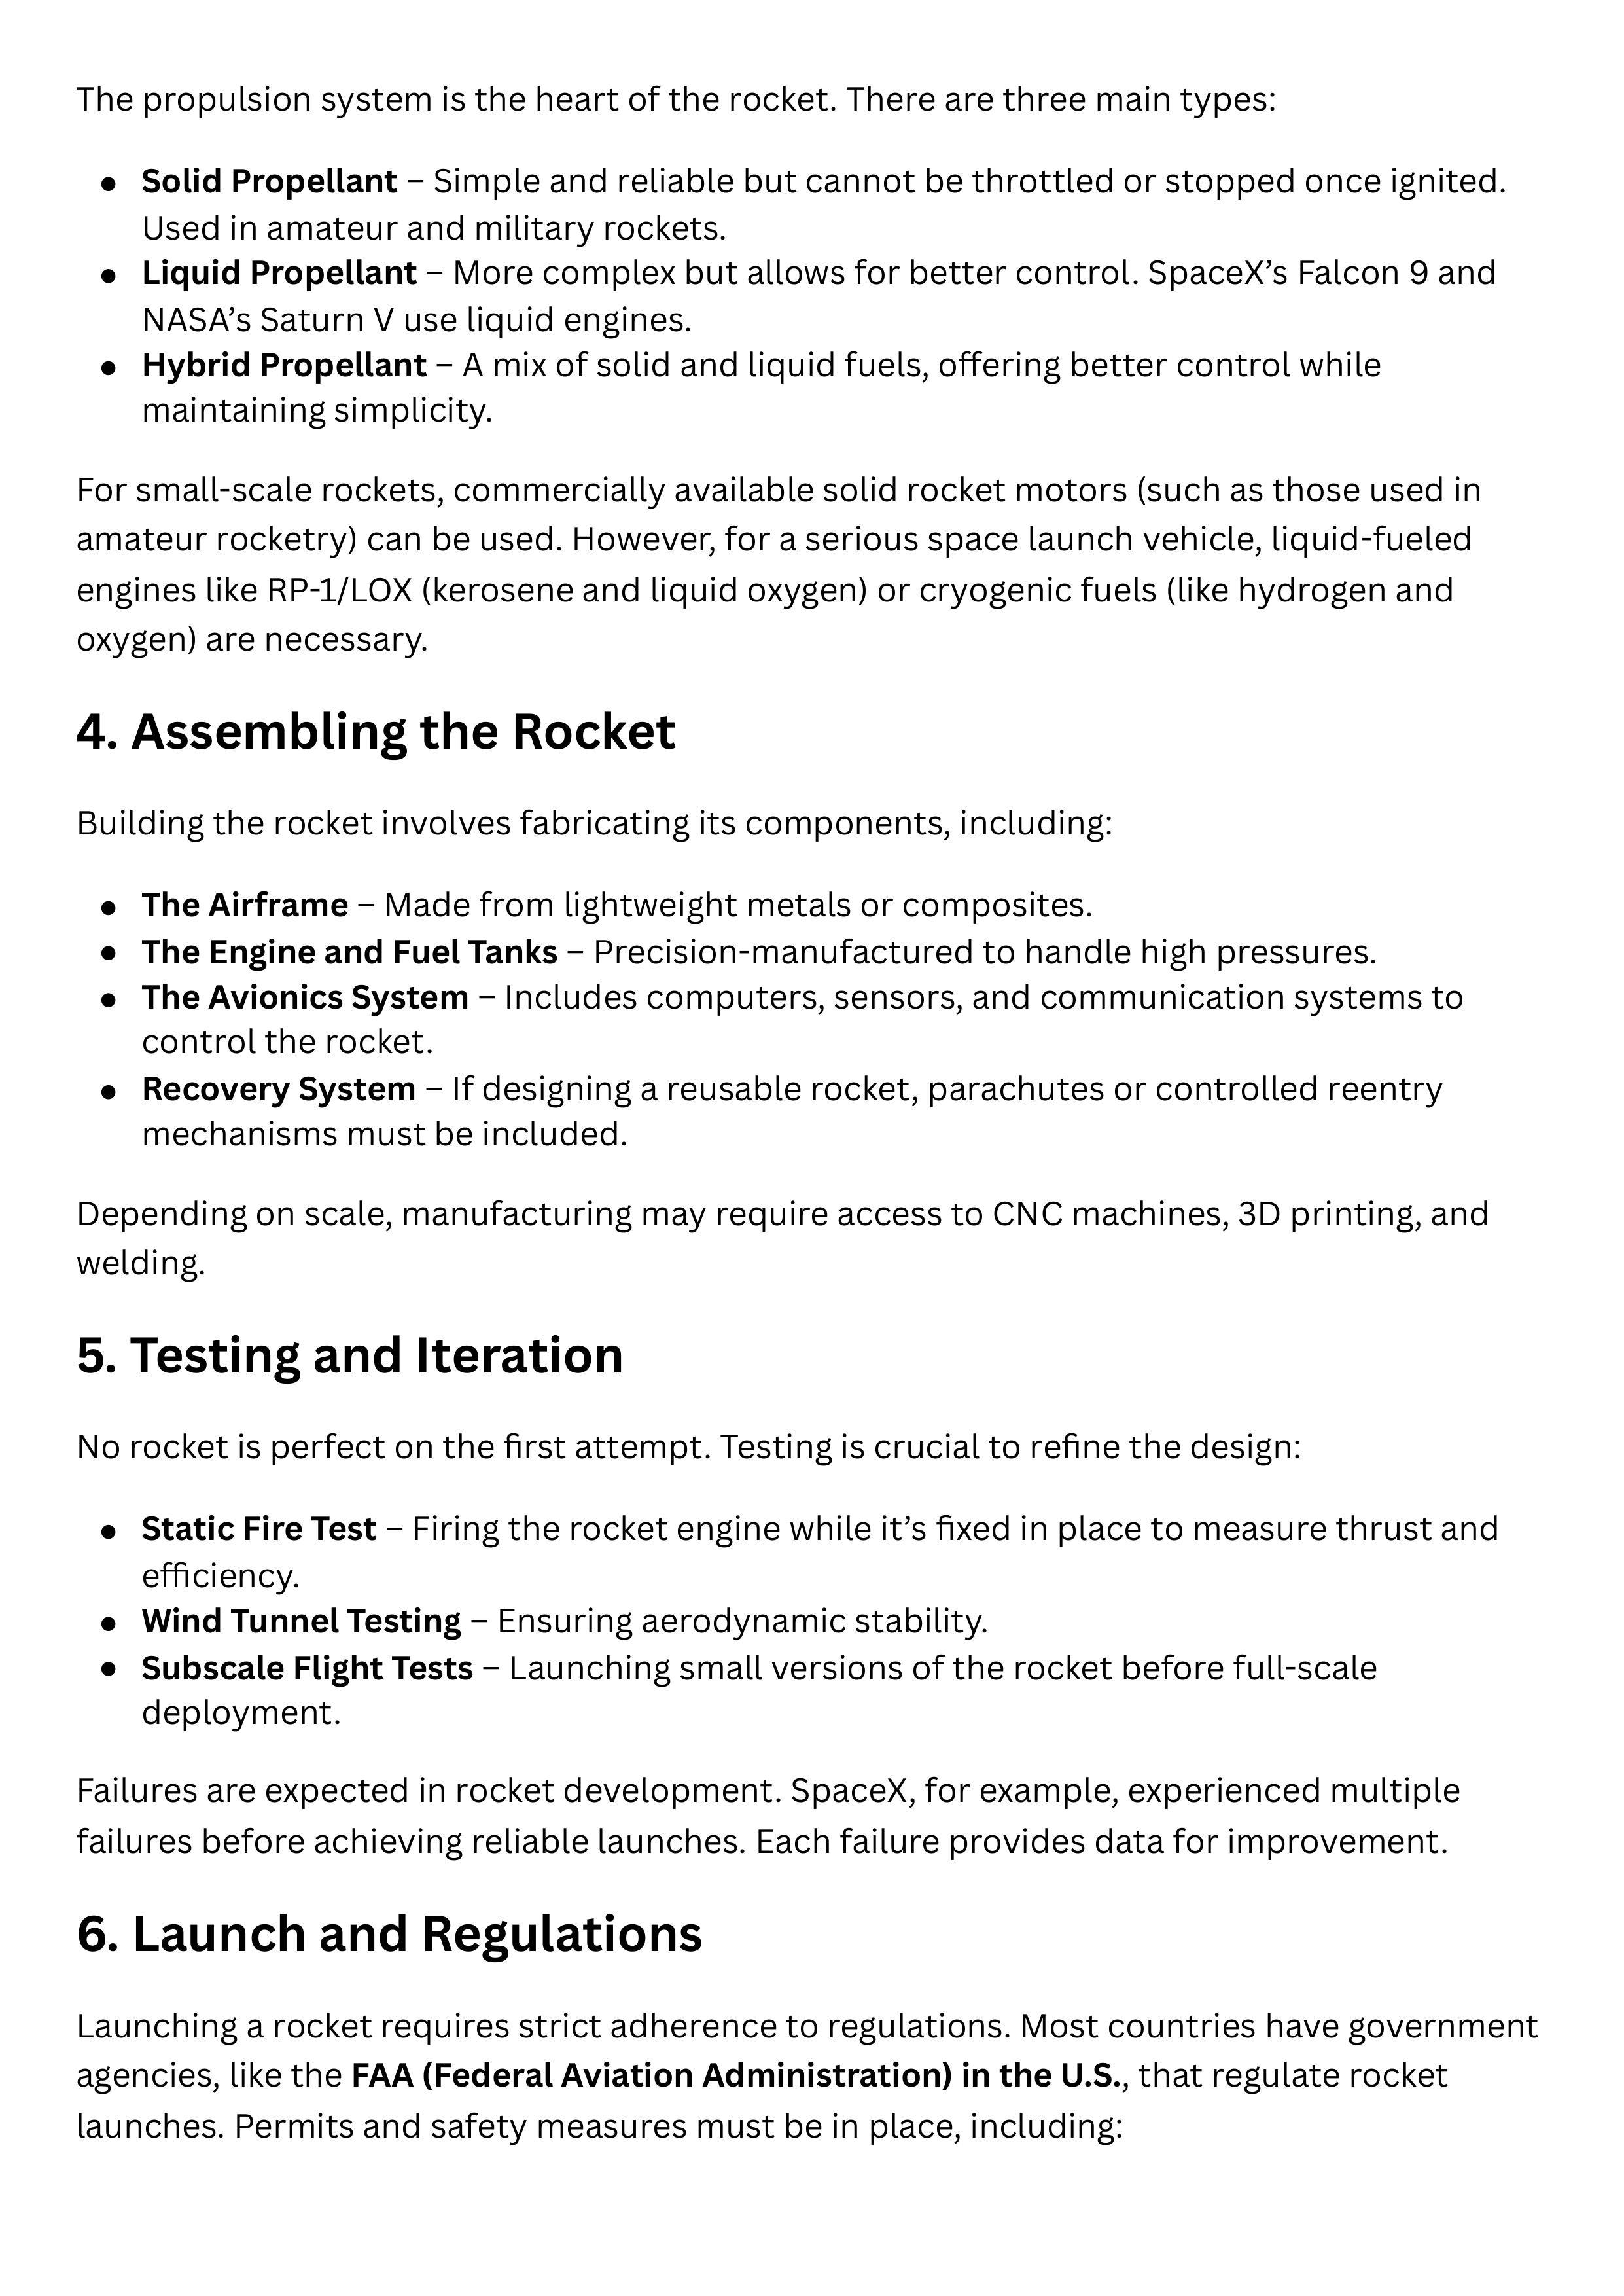 The propulsion system is the heart of the rocket. There are three main types:
● Solid Propellant – Simple and reliable but cannot be throttled or stopped once ignited.
Used in amateur and military rockets.
● Liquid Propellant – More complex but allows for better control. SpaceX’s Falcon 9 and
NASA’s Saturn V use liquid engines.
● Hybrid Propellant – A mix of solid and liquid fuels, offering better control while
maintaining simplicity.
For small-scale rockets, commercially available solid rocket motors (such as those used in
amateur rocketry) can be used. However, for a serious space launch vehicle, liquid-fueled
engines like RP-1/LOX (kerosene and liquid oxygen) or cryogenic fuels (like hydrogen and
oxygen) are necessary.
4. Assembling the Rocket
Building the rocket involves fabricating its components, including:
● The Airframe – Made from lightweight metals or composites.
● The Engine and Fuel Tanks – Precision-manufactured to handle high pressures.
● The Avionics System – Includes computers, sensors, and communication systems to
control the rocket.
● Recovery System – If designing a reusable rocket, parachutes or controlled reentry
mechanisms must be included.
Depending on scale, manufacturing may require access to CNC machines, 3D printing, and
welding.
5. Testing and Iteration
No rocket is perfect on the first attempt. Testing is crucial to refine the design:
● Static Fire Test – Firing the rocket engine while it’s fixed in place to measure thrust and
efficiency.
● Wind Tunnel Testing – Ensuring aerodynamic stability.
● Subscale Flight Tests – Launching small versions of the rocket before full-scale
deployment.
Failures are expected in rocket development. SpaceX, for example, experienced multiple
failures before achieving reliable launches. Each failure provides data for improvement.
6. Launch and Regulations
Launching a rocket requires strict adherence to regulations. Most countries have government
agencies, like the FAA (Federal Aviation Administration) in the U.S., that regulate rocket
launches. Permits and safety measures must be in place, including: